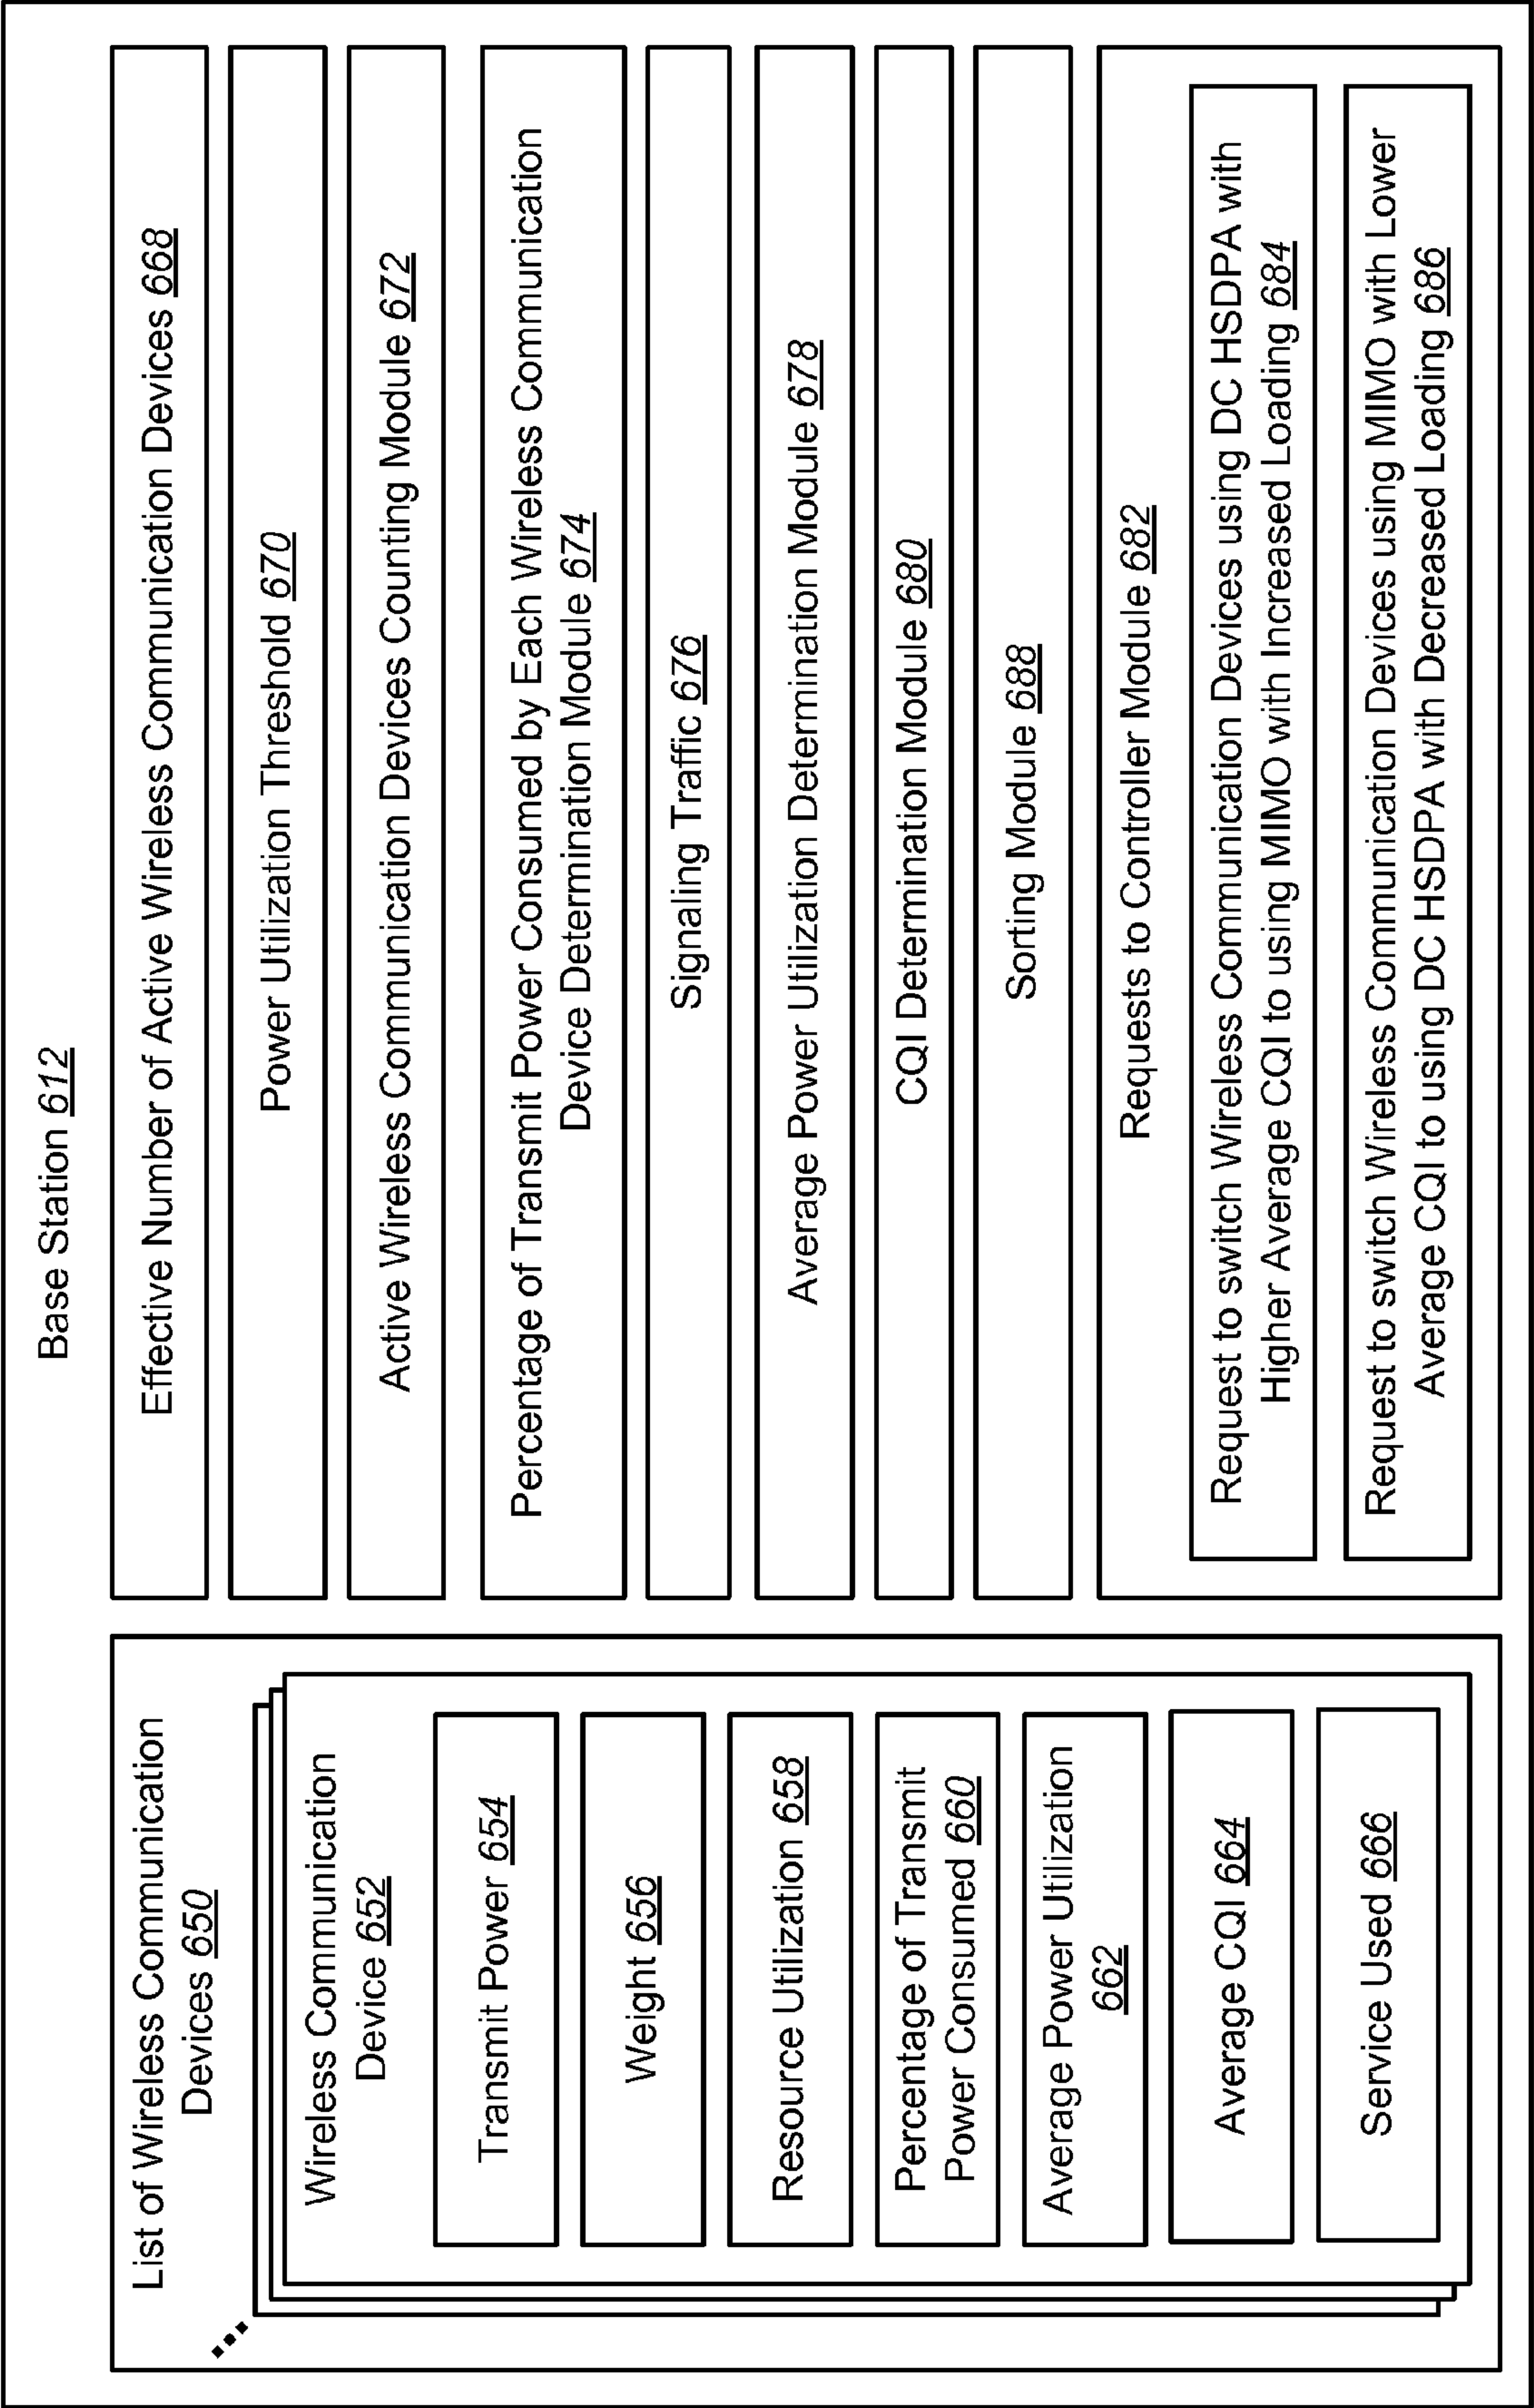 Base Station 612
List of Wireless Communication
Devices 650
Wireless Communication
Device 652
Transmit Power 654
Weight 656
Resource Utilization 658
Percentage of Transmit
Power Consumed 660
Average Power Utilization
662
Average CQI 664
Service Used 666
Effective Number of Active Wireless Communication Devices 668
Power Utilization Threshold 670
Active Wireless Communication Devices Counting Module 672
Percentage of Transmit Power Consumed by Each Wireless Communication
Device Determination Module 674
Signaling Traffic 676
Average Power Utilization Determination Module 678
CQI Determination Module 680
Sorting Module 688
Requests to Controller Module 682
Request to switch Wireless Communication Devices using DC HSDPA with
Higher Average CQI to using MIMO with Increased Loading 684
Request to switch Wireless Communication Devices using MIMO with Lower
Average CQI to using DC HSDPA with Decreased Loading 686